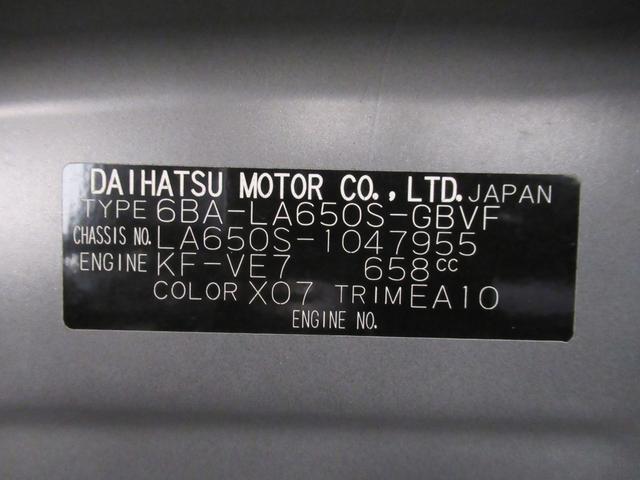 DAIHATSU MOTOR CO., LTD. JAPAN
TYPE 6BA-LA650S-GBVF
CHASSIS NO. LA650S-1047955
ENGINE KF-VE7 658cc
COLOR X07 TRIM EA10
ENGINE NO.